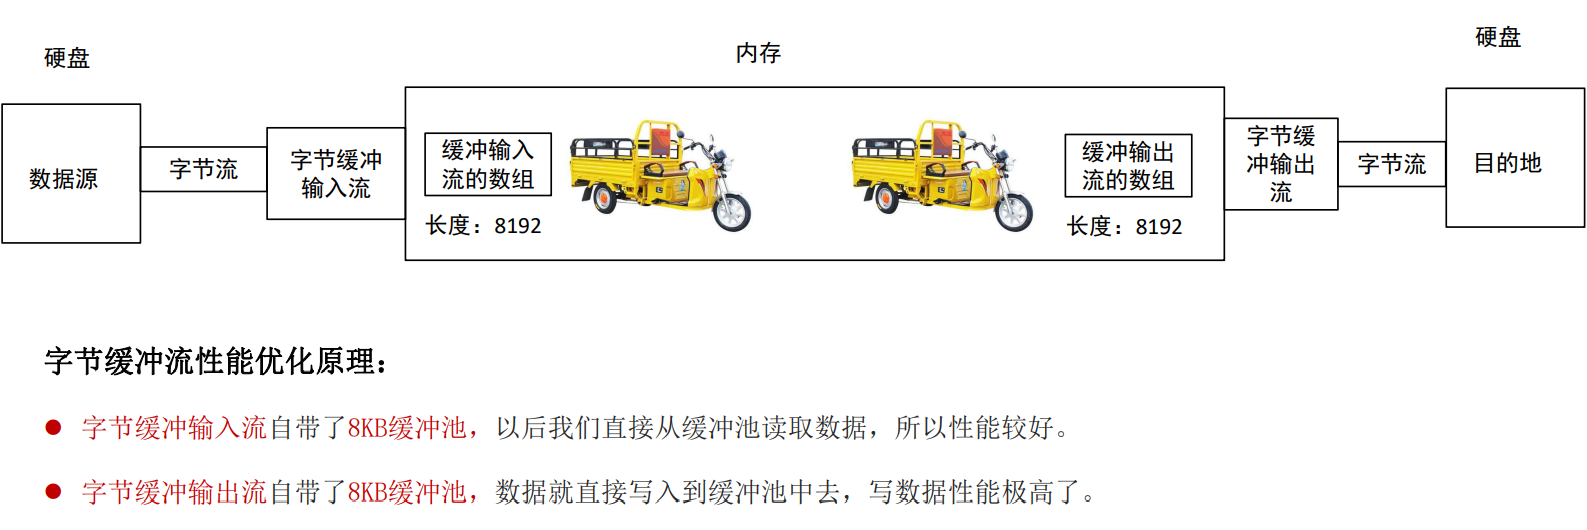 硬盘
内存
硬盘
数据源
字节流
字节缓冲
输入流
缓冲输入
流的数组
长度：8192
缓冲输出
流的数组
长度：8192
字节缓
冲输出
流
字节流
目的地
字节缓冲流性能优化原理：
字节缓冲输入流自带了8KB缓冲池，以后我们直接从缓冲池读取数据，所以性能较好。
字节缓冲输出流自带了8KB缓冲池，数据就直接写入到缓冲池中去，写数据性能极高了。